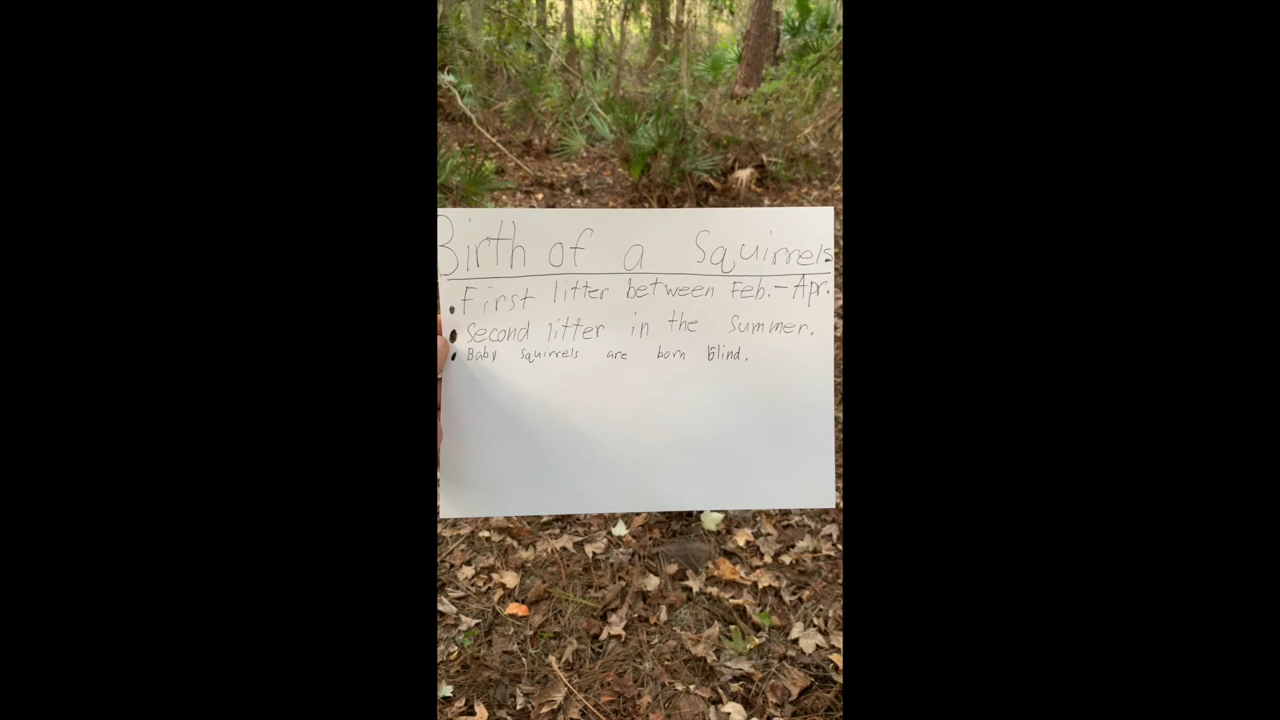 Birth of a Squirrels
• First litter between Feb.-Apr.
• Second litter in the Summer.
• Baby squirrels are born blind.